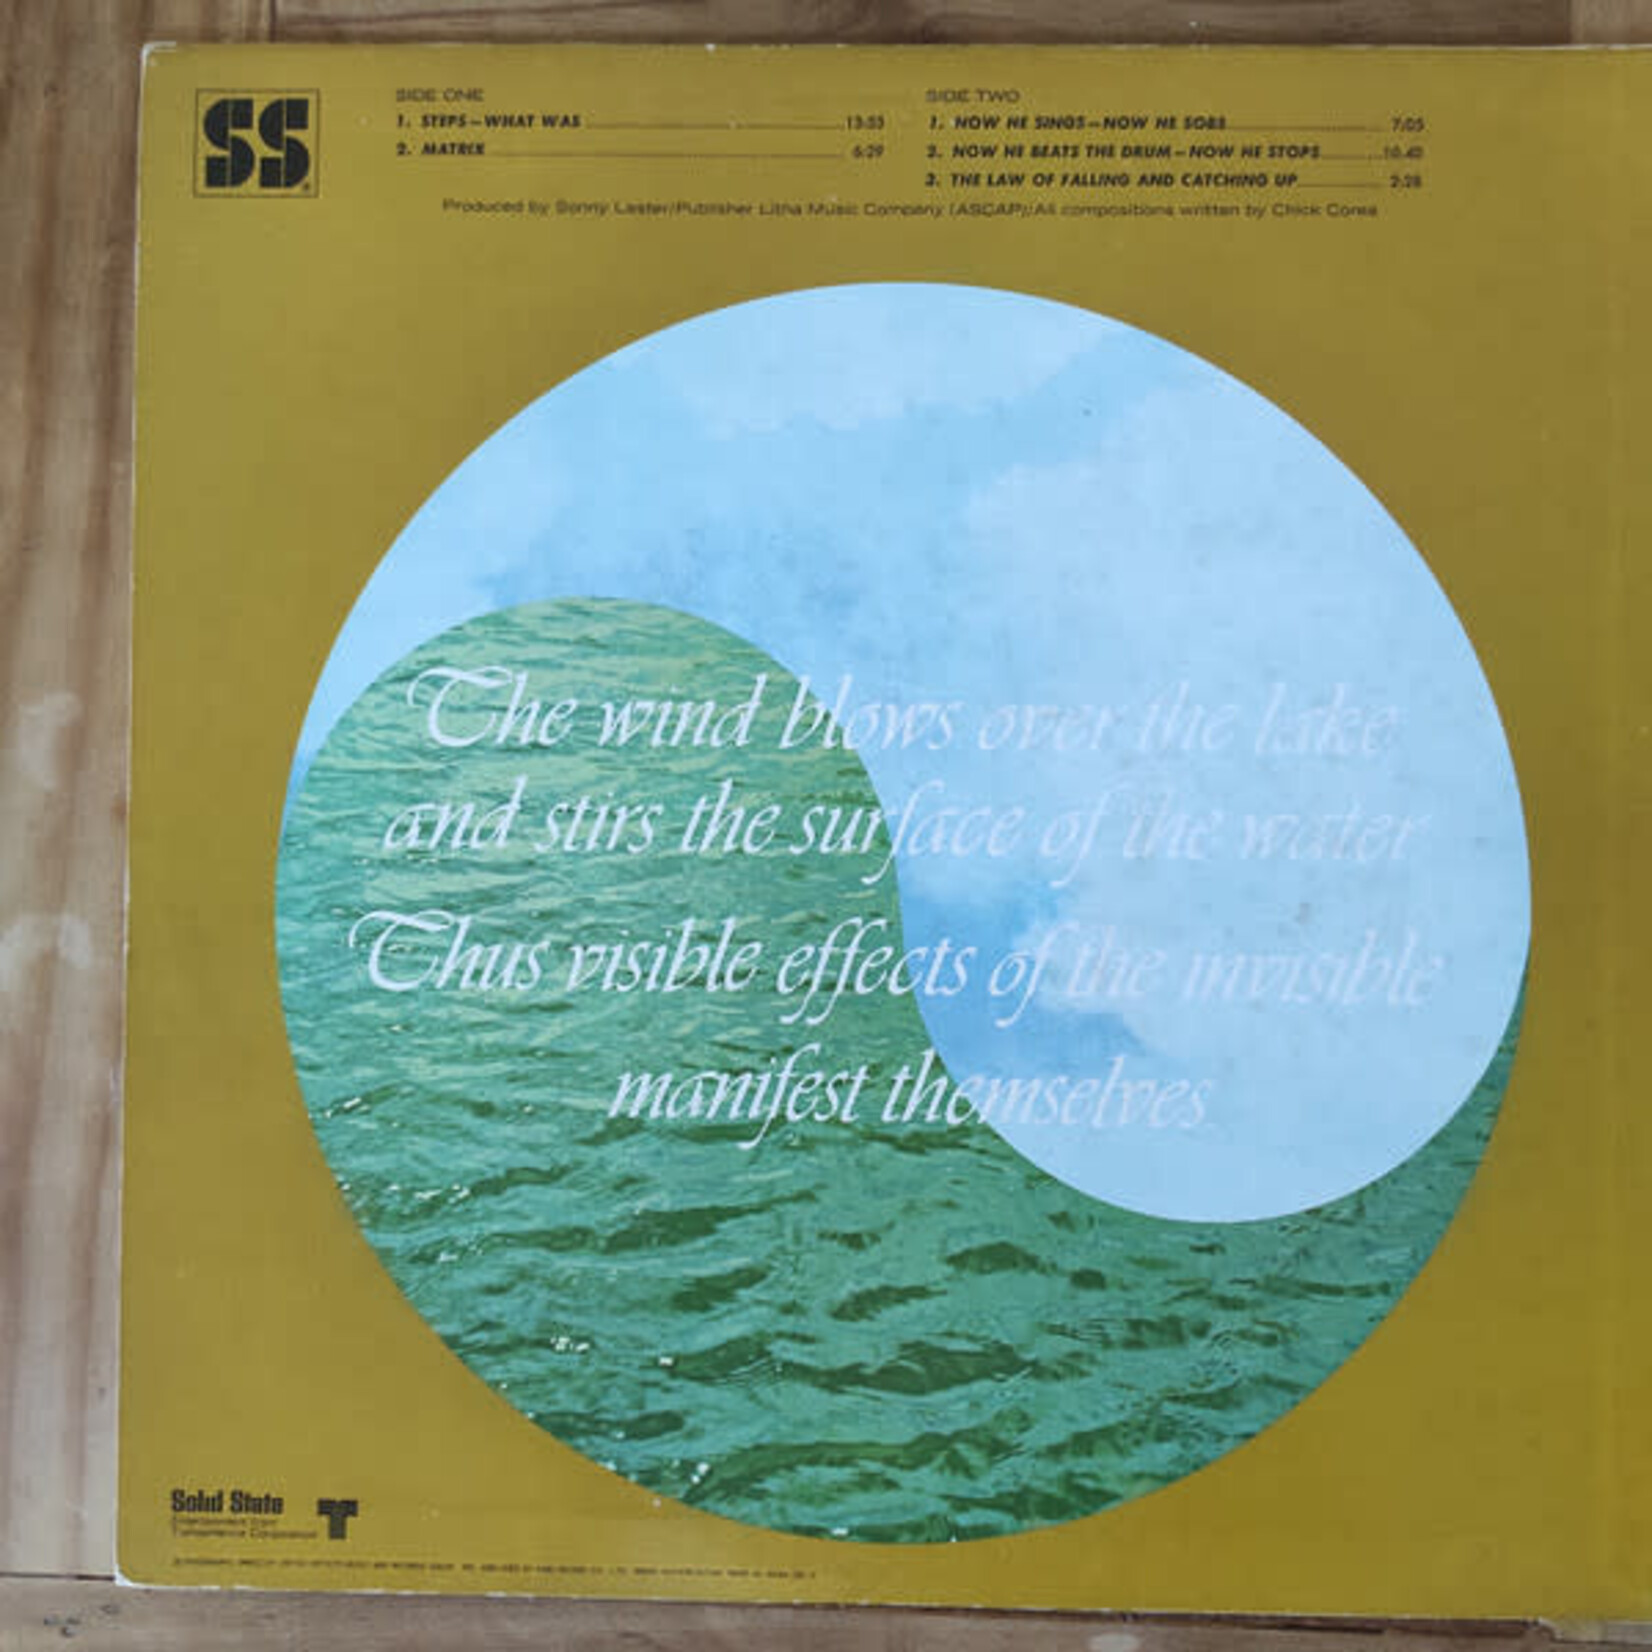 SS
SIDE ONE
1. STEPS–WHAT WAS 13:53
2. MATRIX 6:29
SIDE TWO
1. NOW HE SINGS–NOW HE SOBS 7:05
2. NOW HE BEATS THE DRUM–NOW HE STOPS 10:40
3. THE LAW OF FALLING AND CATCHING UP 2:28
Produced by Sonny Lester/Publisher Litha Music Company (ASCAP)/All compositions written by Chick Corea
The wind blows over the lake
and stirs the surface of the water
Thus visible effects of the invisible
manifest themselves
Solid State
Entertainment from
Transamerica Corporation